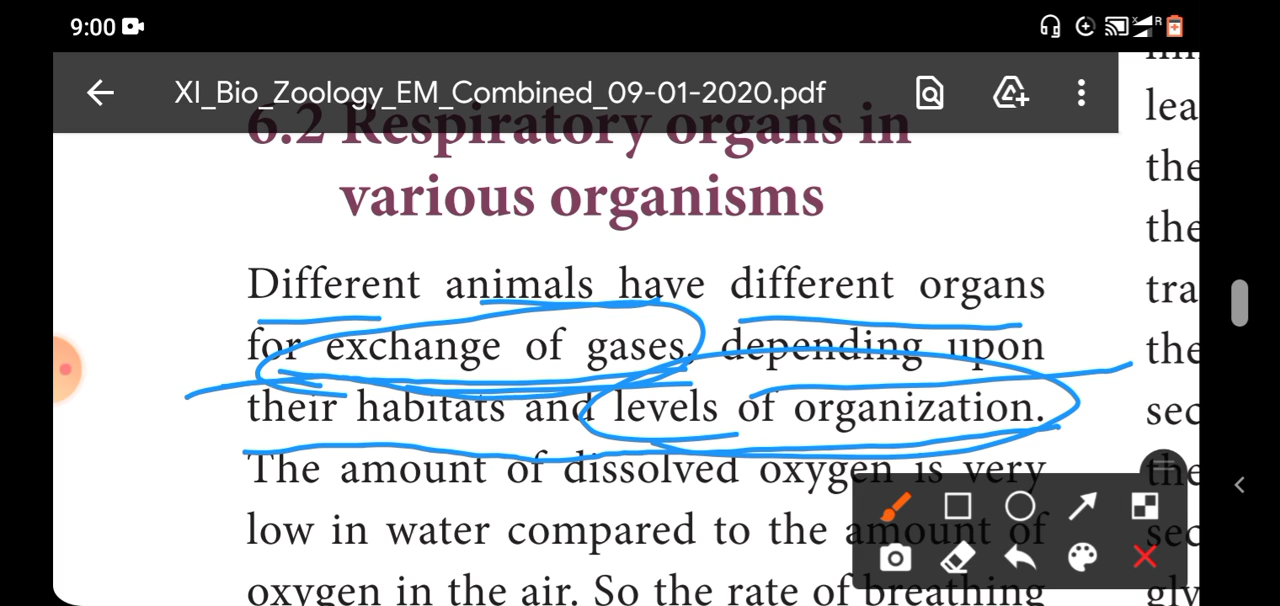 9:00
XI_Bio_Zoology_EM_Combined_09-01-2020.pdf
6.2 Respiratory organs in
various organisms
Different animals have different organs
for exchange of gases, depending upon
their habitats and levels of organization.
The amount of dissolved oxygen is very
low in water compared to the amount of
oxygen in the air. So the rate of breathing
lea
the
the
tra
the
sec
the
sec
gly